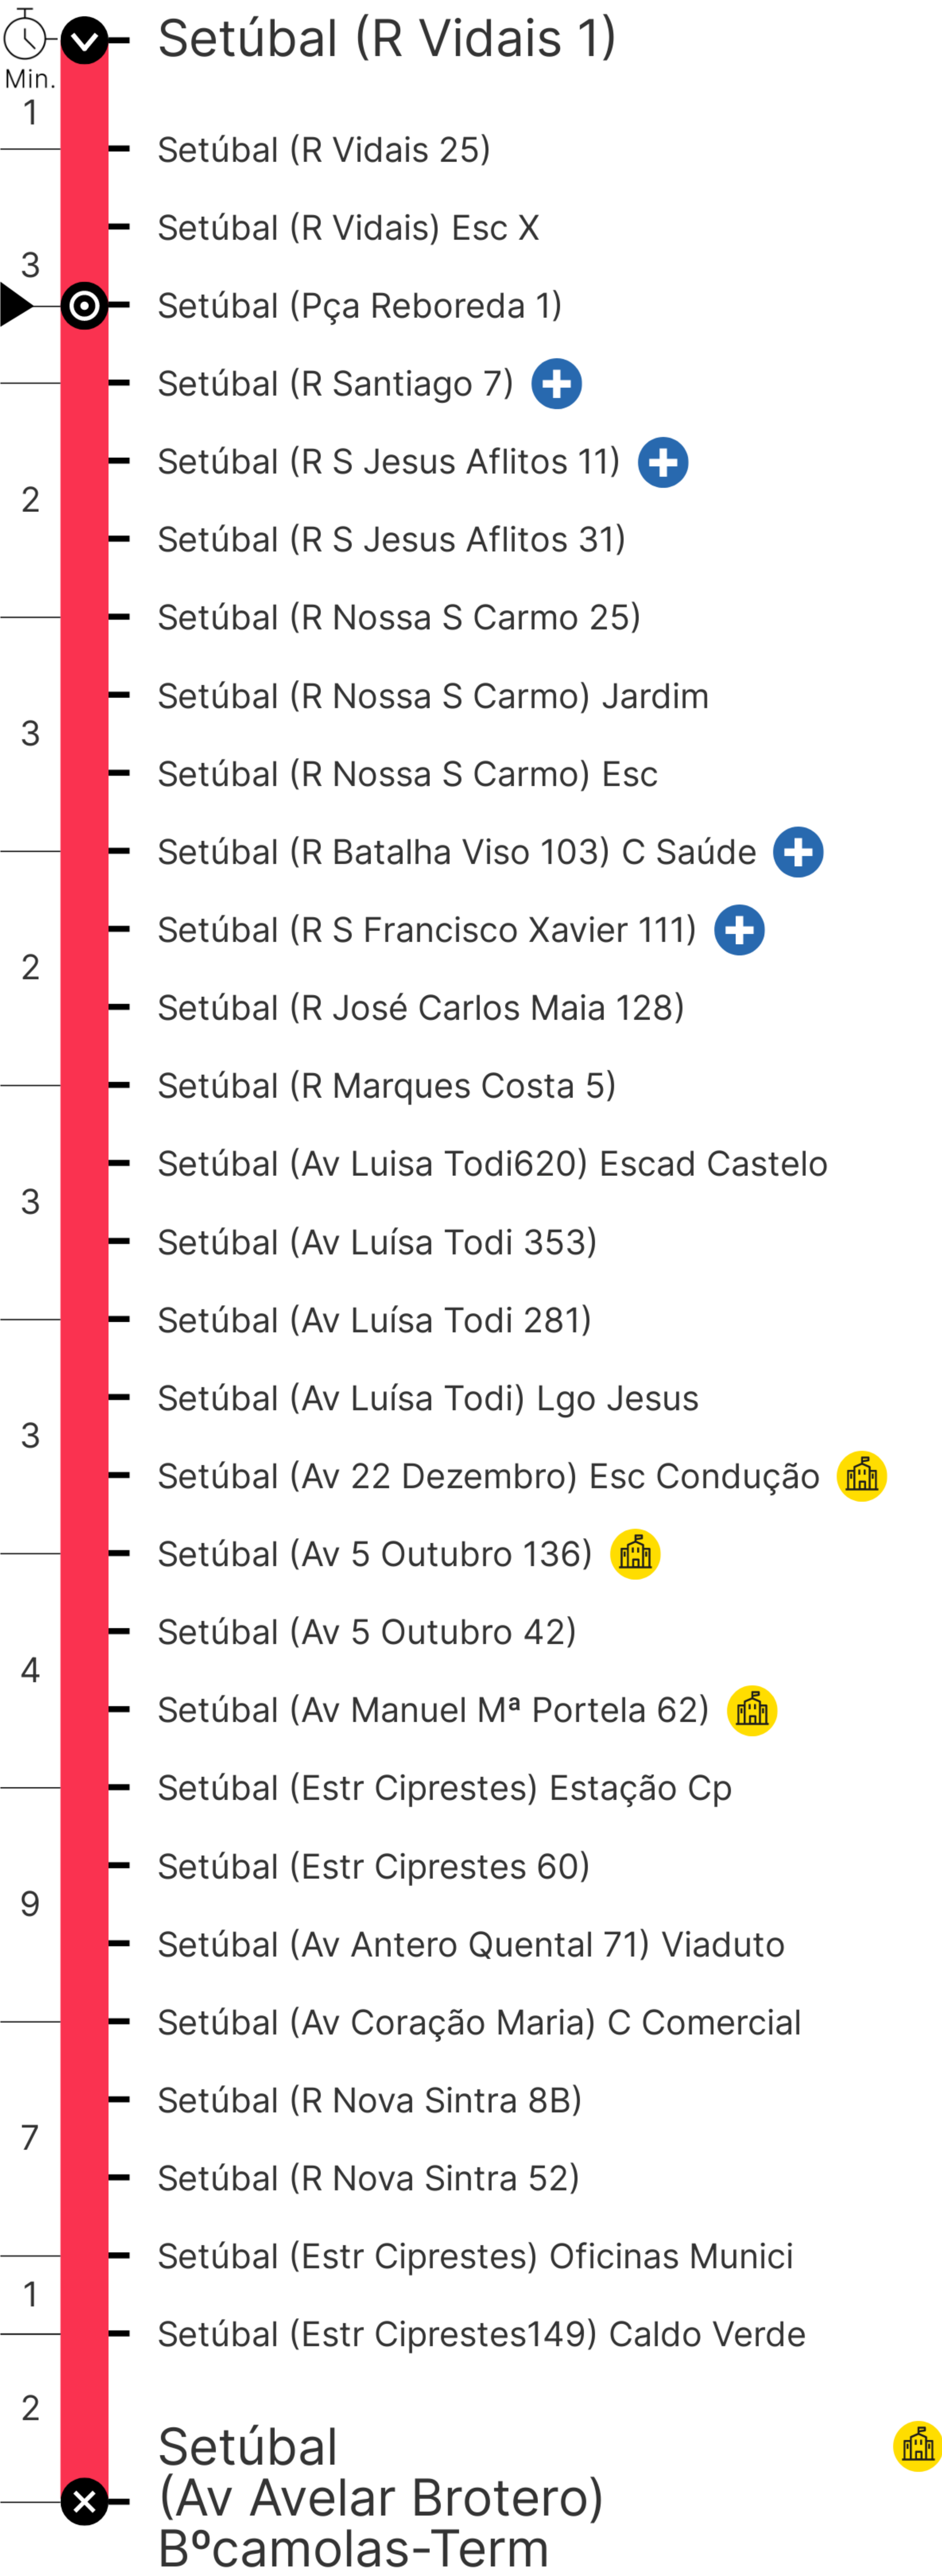 Setúbal (R Vidais 1)
Min.
1
Setúbal (R Vidais 25)
Setúbal (R Vidais) Esc X
3
Setúbal (Pça Reboreda 1)
Setúbal (R Santiago 7)
Setúbal (R S Jesus Aflitos 11)
2
Setúbal (R S Jesus Aflitos 31)
Setúbal (R Nossa S Carmo 25)
Setúbal (R Nossa S Carmo) Jardim
3
Setúbal (R Nossa S Carmo) Esc
Setúbal (R Batalha Viso 103) C Saúde
Setúbal (R S Francisco Xavier 111)
2
Setúbal (R José Carlos Maia 128)
Setúbal (R Marques Costa 5)
Setúbal (Av Luisa Todi620) Escad Castelo
3
Setúbal (Av Luísa Todi 353)
Setúbal (Av Luísa Todi 281)
Setúbal (Av Luísa Todi) Lgo Jesus
3
Setúbal (Av 22 Dezembro) Esc Condução
Setúbal (Av 5 Outubro 136)
Setúbal (Av 5 Outubro 42)
4
Setúbal (Av Manuel Mª Portela 62)
Setúbal (Estr Ciprestes) Estação Cp
Setúbal (Estr Ciprestes 60)
9
Setúbal (Av Antero Quental 71) Viaduto
Setúbal (Av Coração Maria) C Comercial
Setúbal (R Nova Sintra 8B)
7
Setúbal (R Nova Sintra 52)
Setúbal (Estr Ciprestes) Oficinas Munici
1
Setúbal (Estr Ciprestes149) Caldo Verde
2
Setúbal
(Av Avelar Brotero)
Bºcamolas-Term